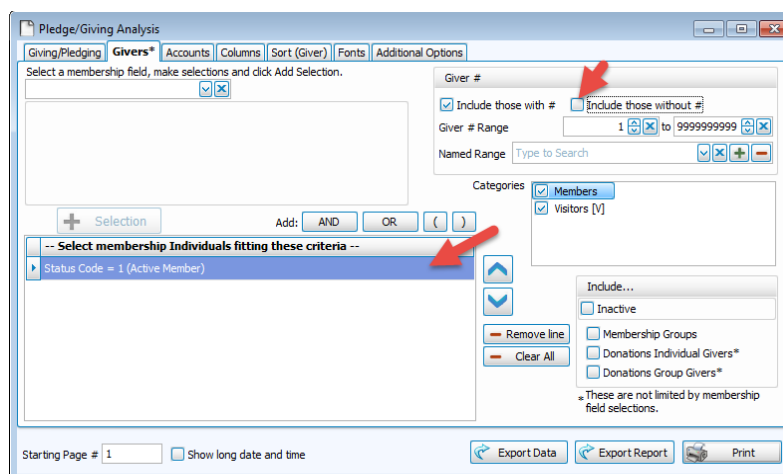 Pledge/Giving Analysis
Giving/Pledging Givers* Accounts Columns Sort (Giver) Fonts Additional Options
Select a membership field, make selections and click Add Selection.
Giver #
Include those with # Include those without #
Giver # Range 1 to 9999999999
Named Range Type to Search
Categories Members
Visitors [V]
Selection Add: AND OR ( )
-- Select membership Individuals fitting these criteria --
Status Code = 1 (Active Member)
Include...
Inactive
Remove line
Membership Groups
Clear All
Donations Individual Givers*
Donations Group Givers*
* These are not limited by membership
field selections.
Starting Page # 1 Show long date and time Export Data Export Report Print